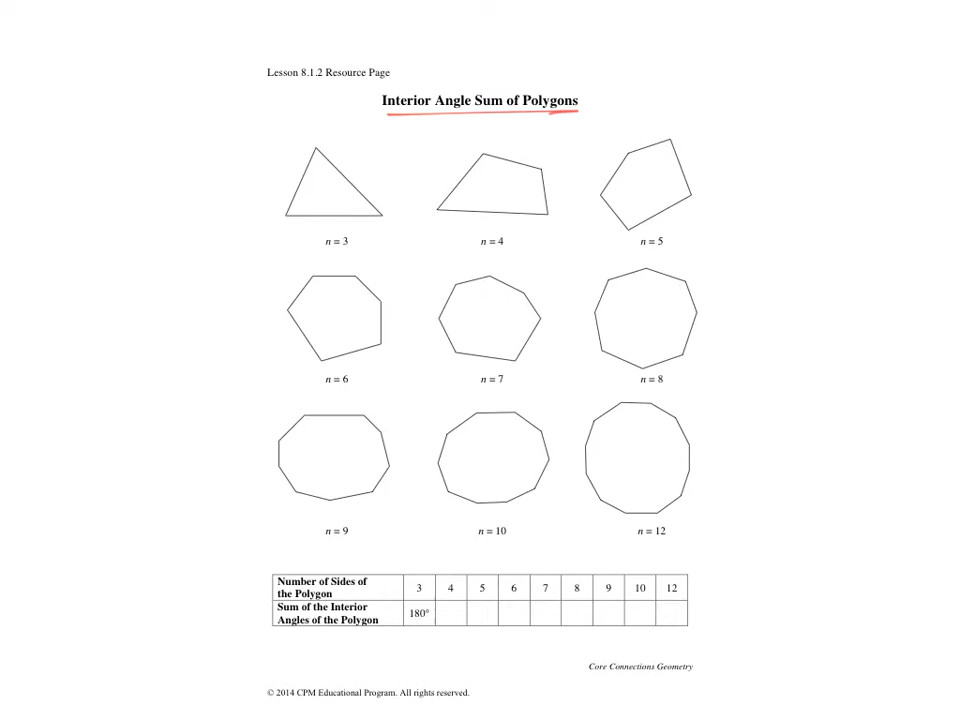 Lesson 8.1.2 Resource Page
Interior Angle Sum of Polygons
n = 3
n = 4
n = 5
n = 6
n = 7
n = 8
n = 9
n = 10
n = 12
Number of Sides of
the Polygon
3 4 5 6 7 8 9 10 12
Sum of the Interior
Angles of the Polygon
180°
Core Connections Geometry
© 2014 CPM Educational Program. All rights reserved.